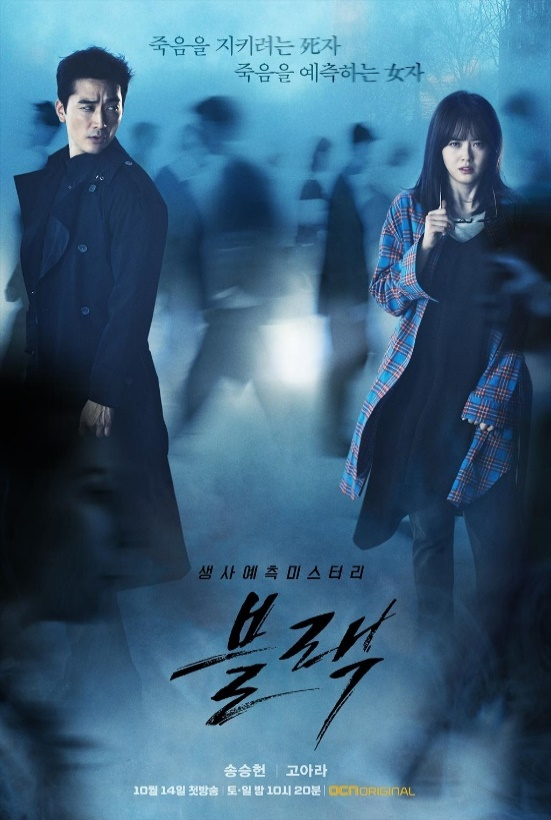 죽음을 지키려는 死자
죽음을 예측하는 女자
생사예측미스터리
블랙
송승헌 | 고아라
10월 14일 첫방송 | 토·일 밤 10시 20분 | OCN ORIGINAL